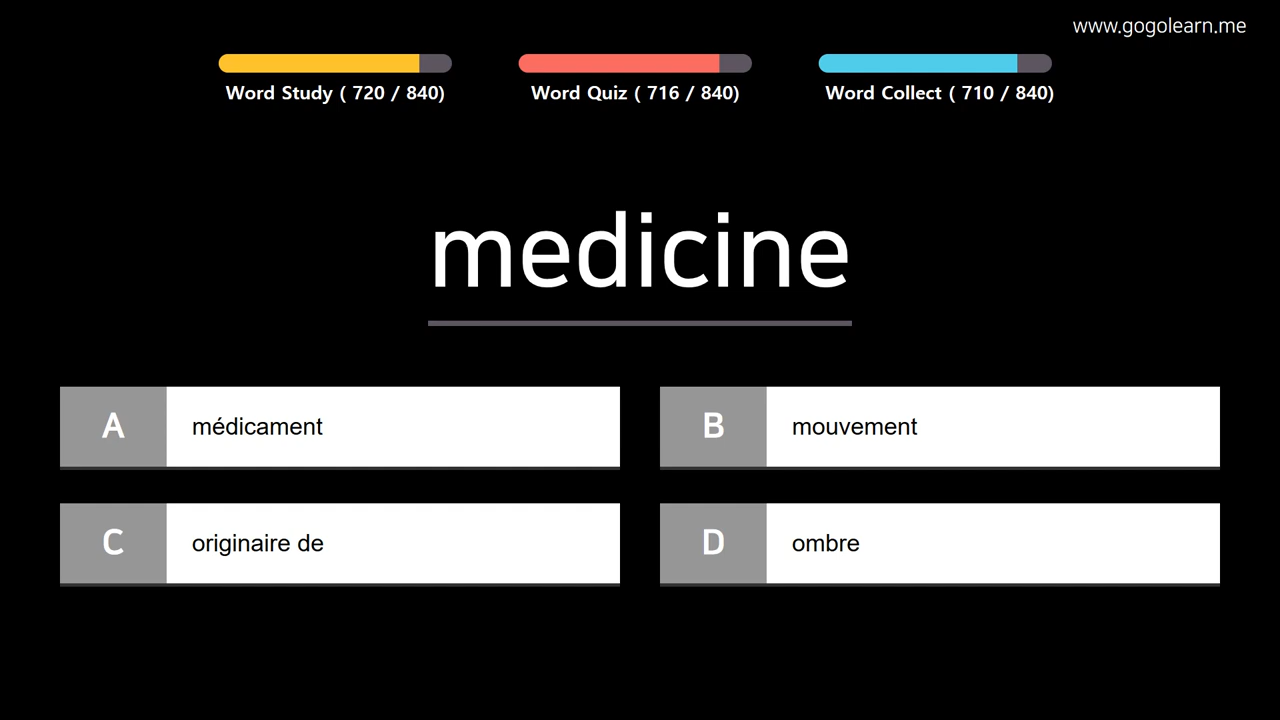 www.gogolearn.me
Word Study ( 720 / 840)
Word Quiz ( 716 / 840)
Word Collect ( 710 / 840)
medicine
A médicament
B mouvement
C originaire de
D ombre